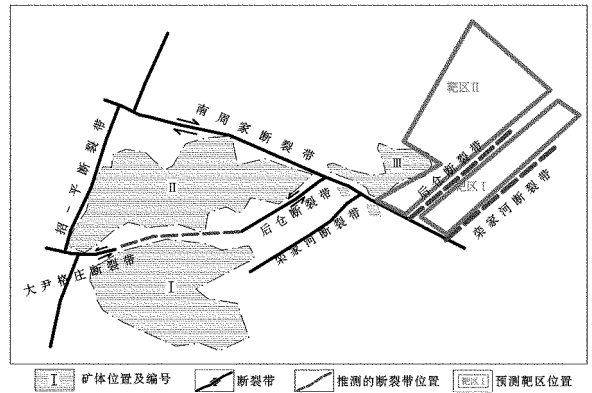 南周家断裂带
靶区Ⅱ
Ⅲ
后仓断裂带
靶区Ⅰ
招-平断裂带
Ⅱ
后仓断裂带
栾家河断裂带
栾家河断裂带
大尹格庄断裂带
Ⅰ
Ⅰ 矿体位置及编号 断裂带 推测的断裂带位置 靶区Ⅰ 预测靶区位置